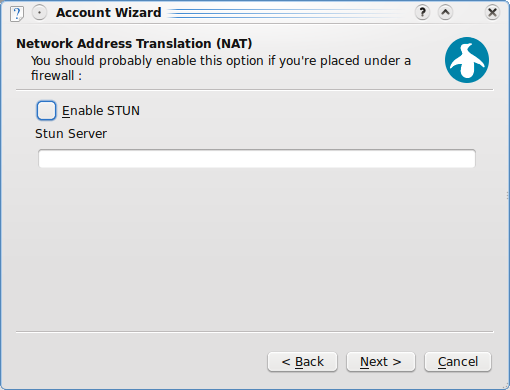 Account Wizard
Network Address Translation (NAT)
You should probably enable this option if you're placed under a
firewall :
Enable STUN
Stun Server
< Back Next > Cancel